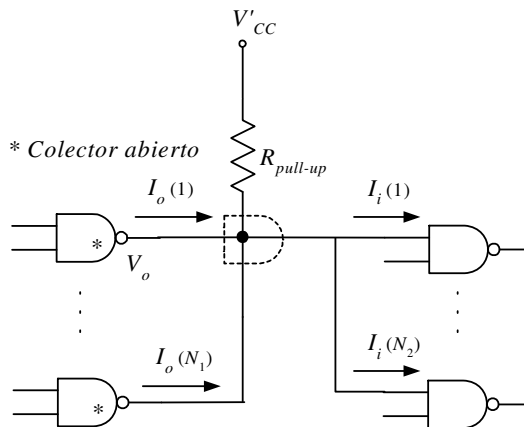 V'CC
* Colector abierto
Rpull-up
Io (1)
Ii (1)
*
Vo
Io (N1)
Ii (N2)
*